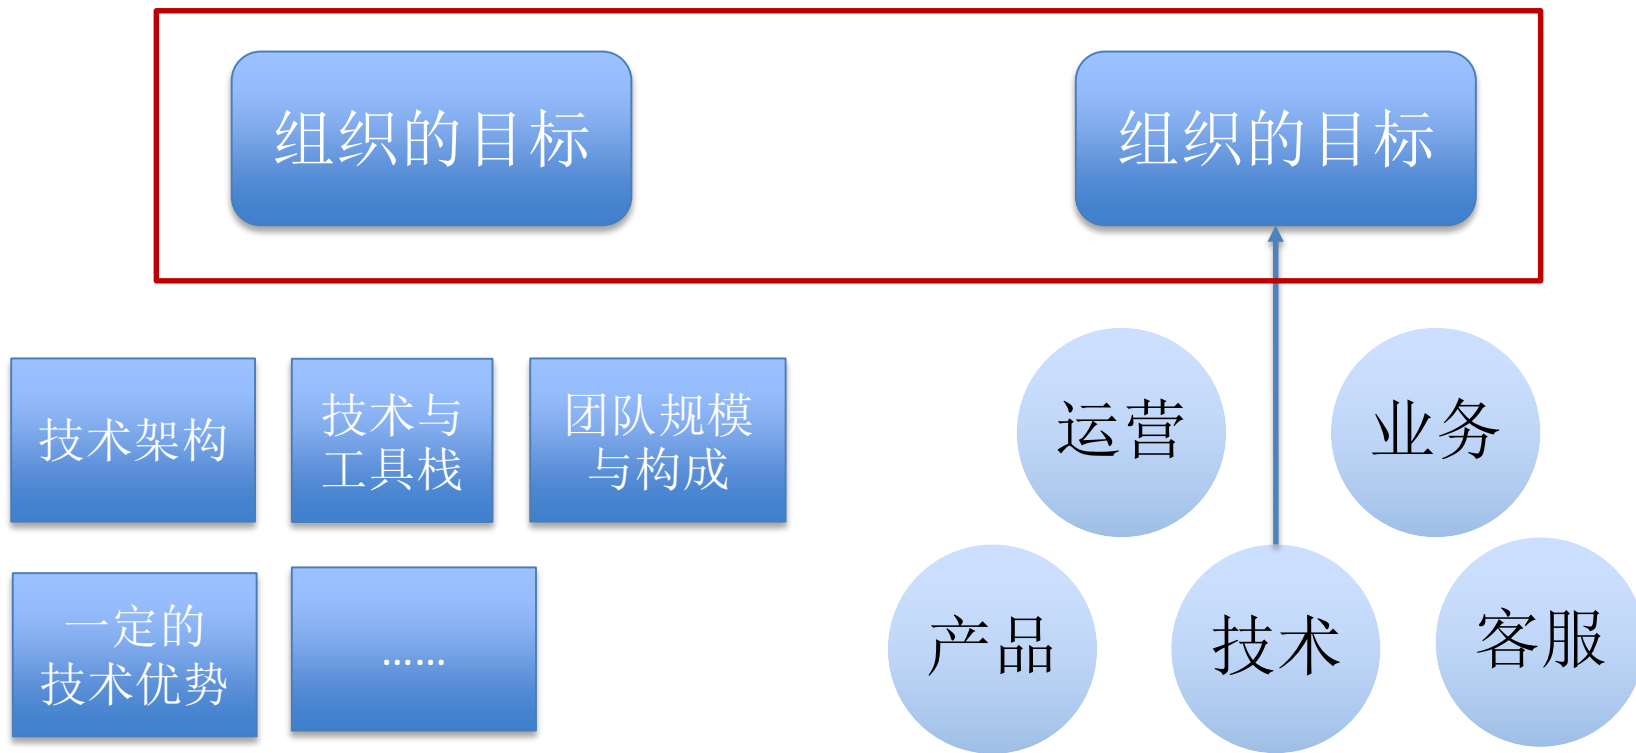 组织的目标
组织的目标
技术架构
技术与
工具栈
团队规模
与构成
一定的
技术优势
……
运营
业务
产品
技术
客服